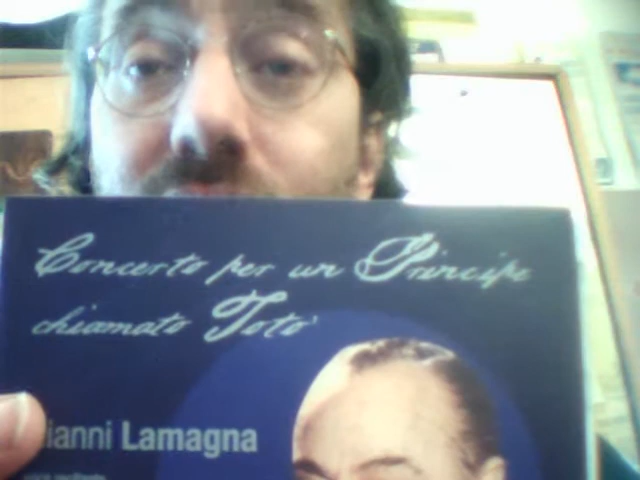 Concerto per un Principe
chiamato Totò
ianni Lamagna